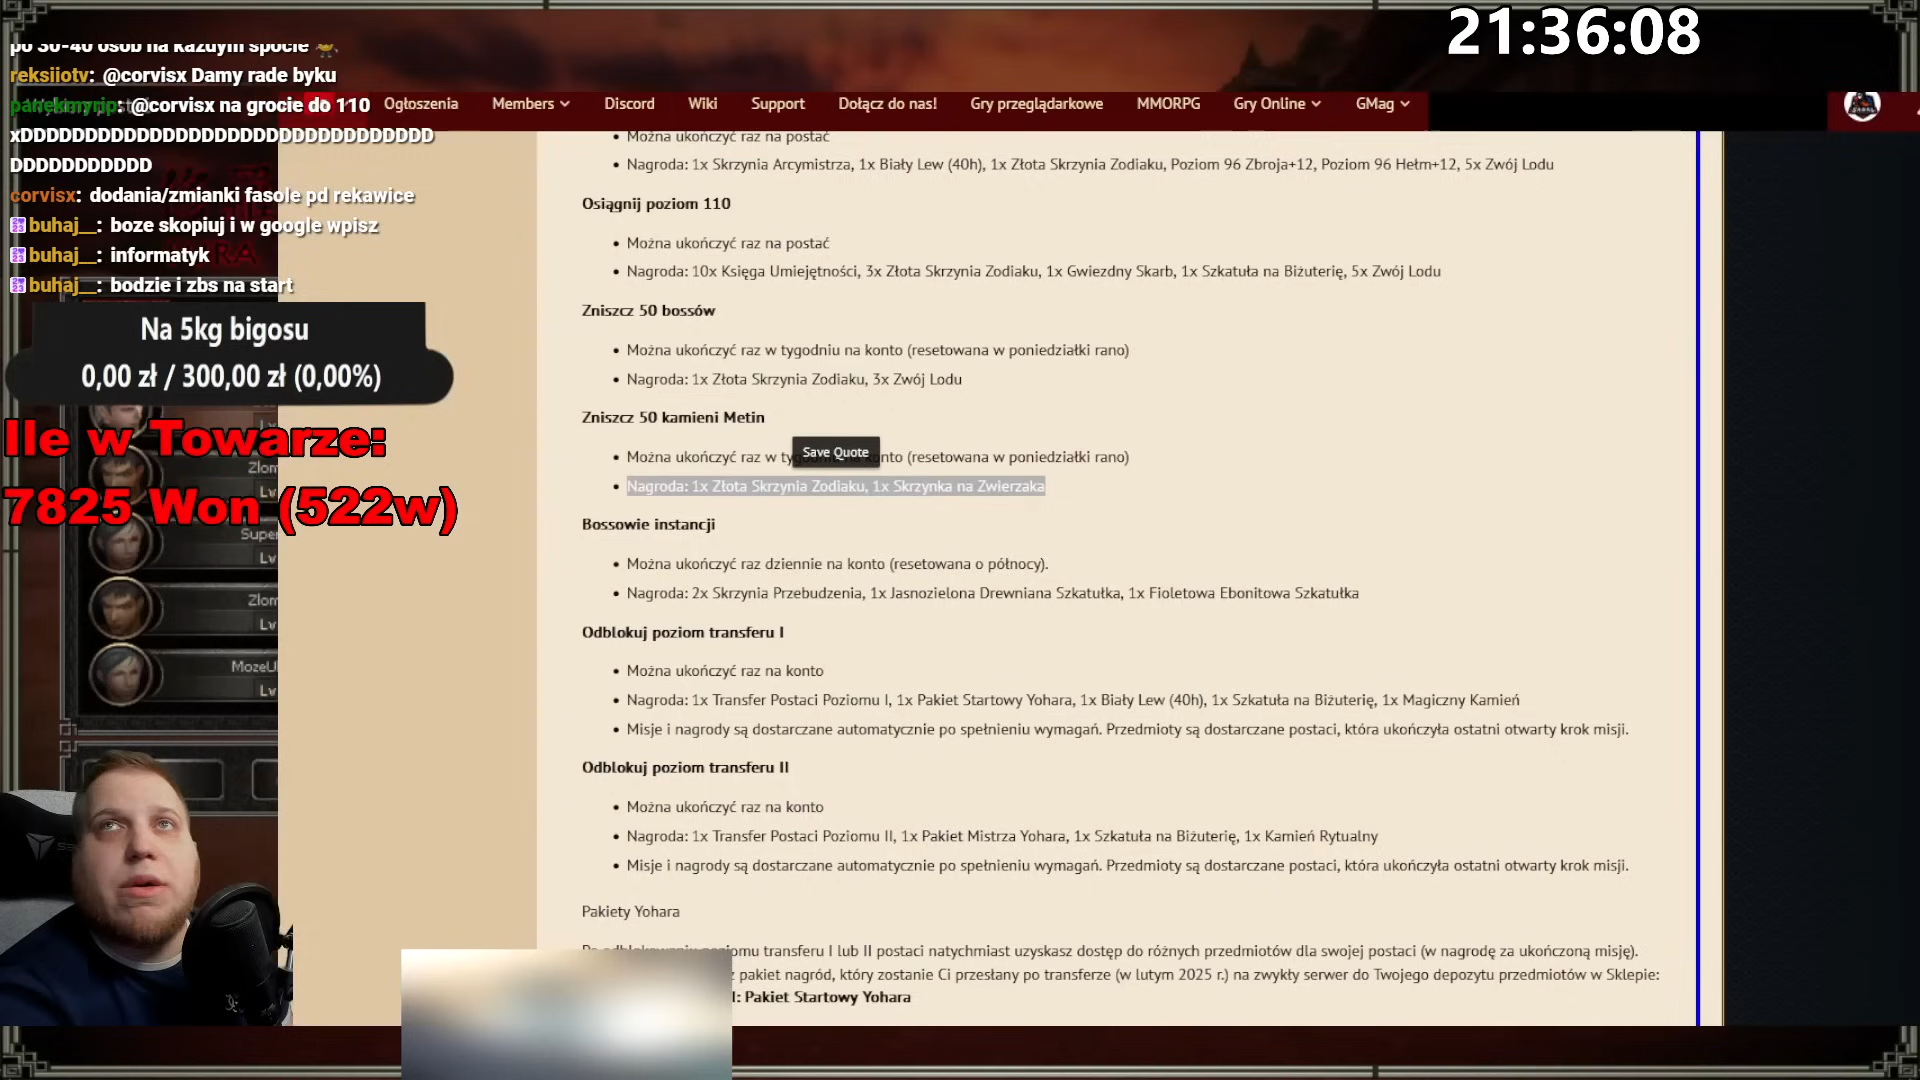 21:36:08
po 30-40 osób na każdym spocie
reksiiotv: @corvisx Damy rade byku
panekmyrip: @corvisx na grocie do 110
xDDDDDDDDDDDDDDDDDDDDDDDDDDDDDDDD
DDDDDDDDDDD
corvisx: dodania/zmianki fasole pd rekawice
buhaj__: boze skopiuj i w google wpisz
buhaj__: informatyk
buhaj__: bodzie i zbs na start
Na 5kg bigosu
0,00 zł / 300,00 zł (0,00%)
Ile w Towarze:
7825 Won (522w)
Złom
Lv
Super
Lv
Złom
Lv
MozeU
Lv
Ogłoszenia Members Discord Wiki Support Dołącz do nas! Gry przeglądarkowe MMORPG Gry Online GMag
Można ukończyć raz na postać
Nagroda: 1x Skrzynia Arcymistrza, 1x Biały Lew (40h), 1x Złota Skrzynia Zodiaku, Poziom 96 Zbroja+12, Poziom 96 Hełm+12, 5x Zwój Lodu
Osiągnij poziom 110
Można ukończyć raz na postać
Nagroda: 10x Księga Umiejętności, 3x Złota Skrzynia Zodiaku, 1x Gwiezdny Skarb, 1x Szkatuła na Biżuterię, 5x Zwój Lodu
Zniszcz 50 bossów
Można ukończyć raz w tygodniu na konto (resetowana w poniedziałki rano)
Nagroda: 1x Złota Skrzynia Zodiaku, 3x Zwój Lodu
Zniszcz 50 kamieni Metin
Save Quote
Można ukończyć raz w tygodniu na konto (resetowana w poniedziałki rano)
Nagroda: 1x Złota Skrzynia Zodiaku, 1x Skrzynka na Zwierzaka
Bossowie instancji
Można ukończyć raz dziennie na konto (resetowana o północy).
Nagroda: 2x Skrzynia Przebudzenia, 1x Jasnozielona Drewniana Szkatułka, 1x Fioletowa Ebonitowa Szkatułka
Odblokuj poziom transferu I
Można ukończyć raz na konto
Nagroda: 1x Transfer Postaci Poziomu I, 1x Pakiet Startowy Yohara, 1x Biały Lew (40h), 1x Szkatuła na Biżuterię, 1x Magiczny Kamień
Misje i nagrody są dostarczane automatycznie po spełnieniu wymagań. Przedmioty są dostarczane postaci, która ukończyła ostatni otwarty krok misji.
Odblokuj poziom transferu II
Można ukończyć raz na konto
Nagroda: 1x Transfer Postaci Poziomu II, 1x Pakiet Mistrza Yohara, 1x Szkatuła na Biżuterię, 1x Kamień Rytualny
Misje i nagrody są dostarczane automatycznie po spełnieniu wymagań. Przedmioty są dostarczane postaci, która ukończyła ostatni otwarty krok misji.
Pakiety Yohara
Po odblokowaniu poziomu transferu I lub II postaci natychmiast uzyskasz dostęp do różnych przedmiotów dla swojej postaci (w nagrodę za ukończoną misję).
pakiet nagród, który zostanie Ci przesłany po transferze (w lutym 2025 r.) na zwykły serwer do Twojego depozytu przedmiotów w Sklepie:
I: Pakiet Startowy Yohara